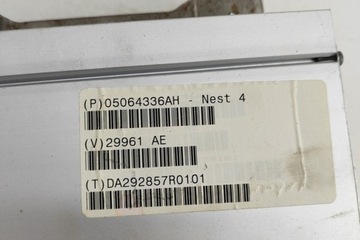 (P)05064336AH - Nest 4
(V)29961 AE
(T)DA292857R0101